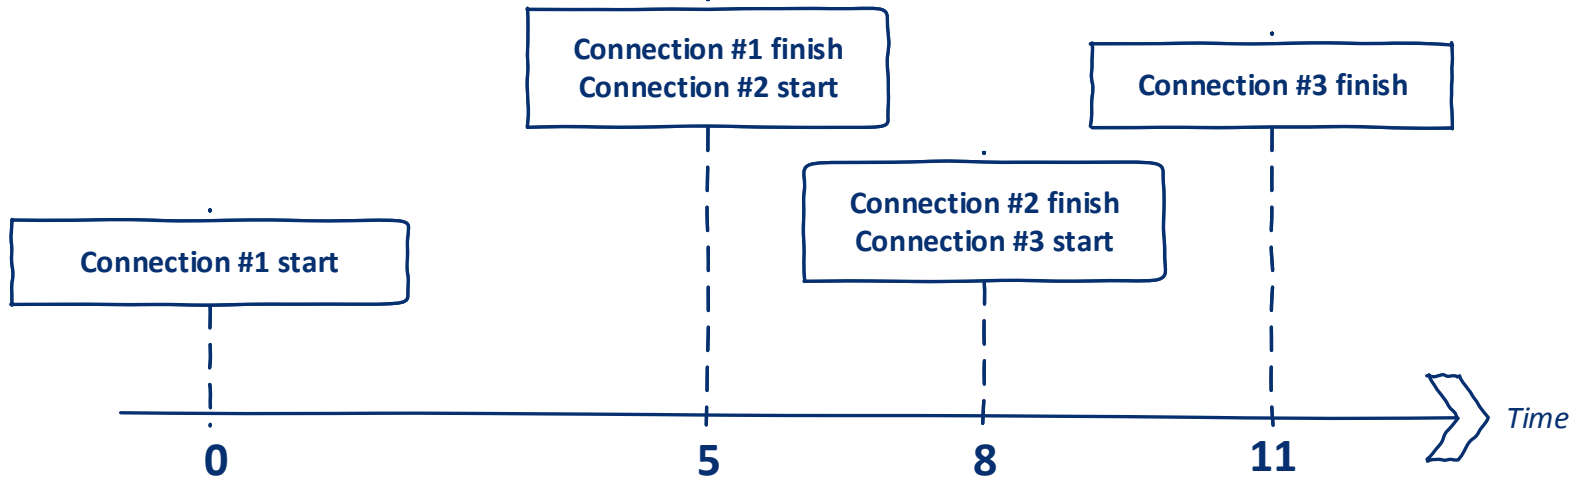 Connection #1 start
Connection #1 finish
Connection #2 start
Connection #2 finish
Connection #3 start
Connection #3 finish
0
5
8
11
Time